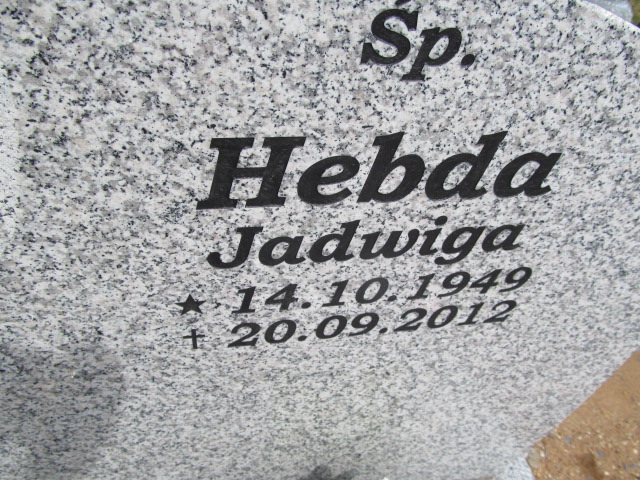 Śp.
Hebda
Jadwiga
★ 14.10.1949
✝ 20.09.2012